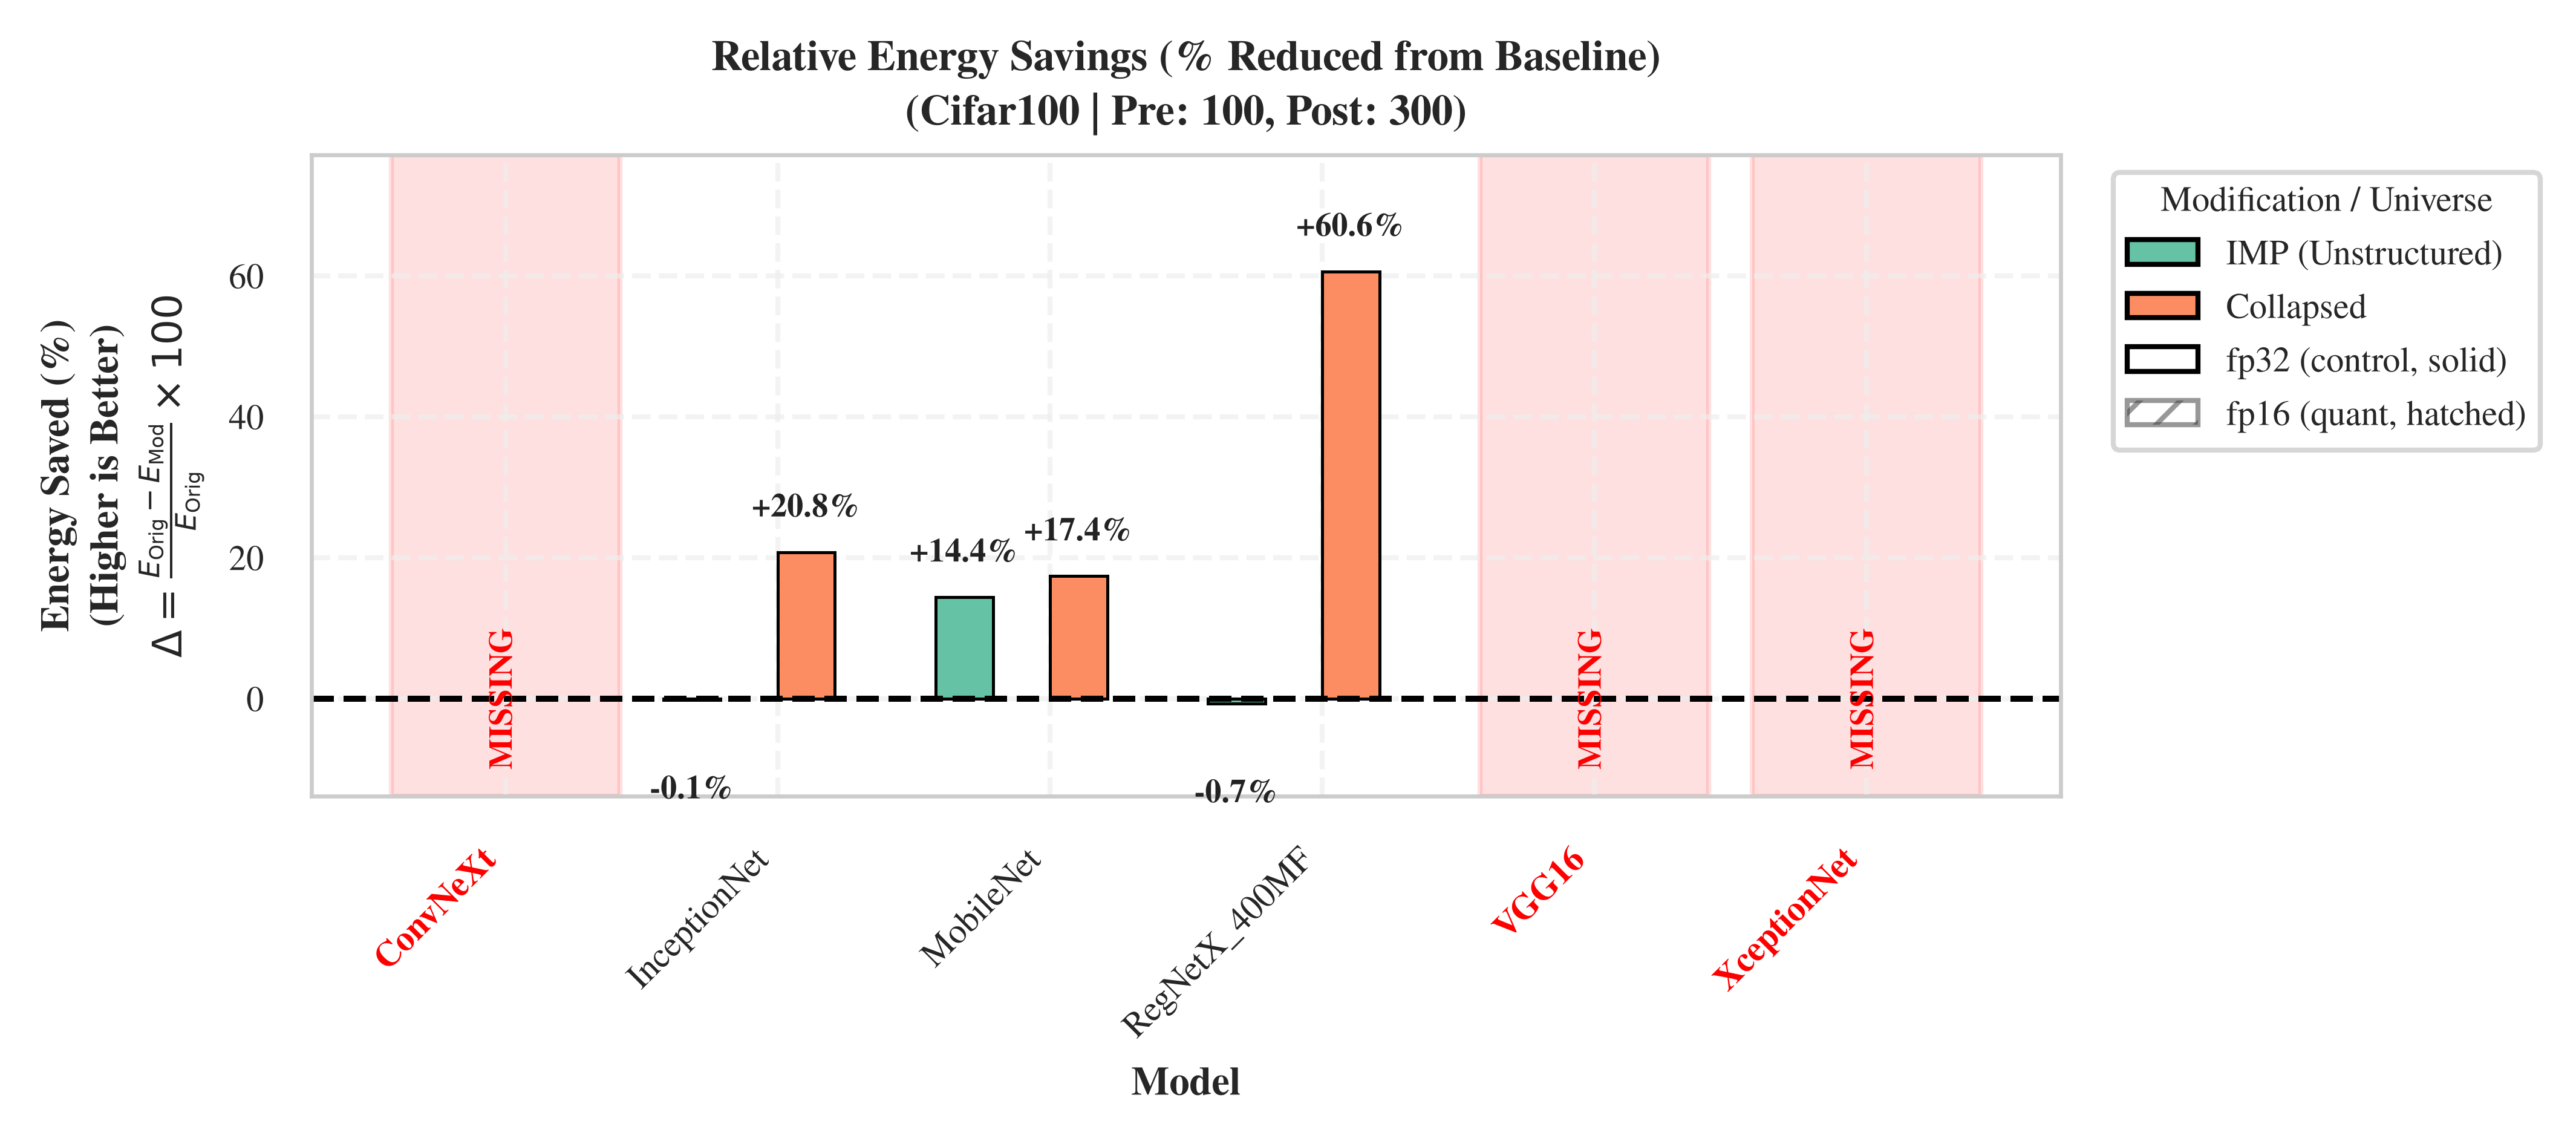 Relative Energy Savings (% Reduced from Baseline)
(Cifar100 | Pre: 100, Post: 300)
Energy Saved (%)
(Higher is Better)
Δ = (E_Orig − E_Mod) / E_Orig × 100
60
40
20
0
MISSING
-0.1%
+20.8%
+14.4%
+17.4%
-0.7%
+60.6%
MISSING
MISSING
ConvNeXt
InceptionNet
MobileNet
RegNetX_400MF
VGG16
XceptionNet
Model
Modification / Universe
IMP (Unstructured)
Collapsed
fp32 (control, solid)
fp16 (quant, hatched)